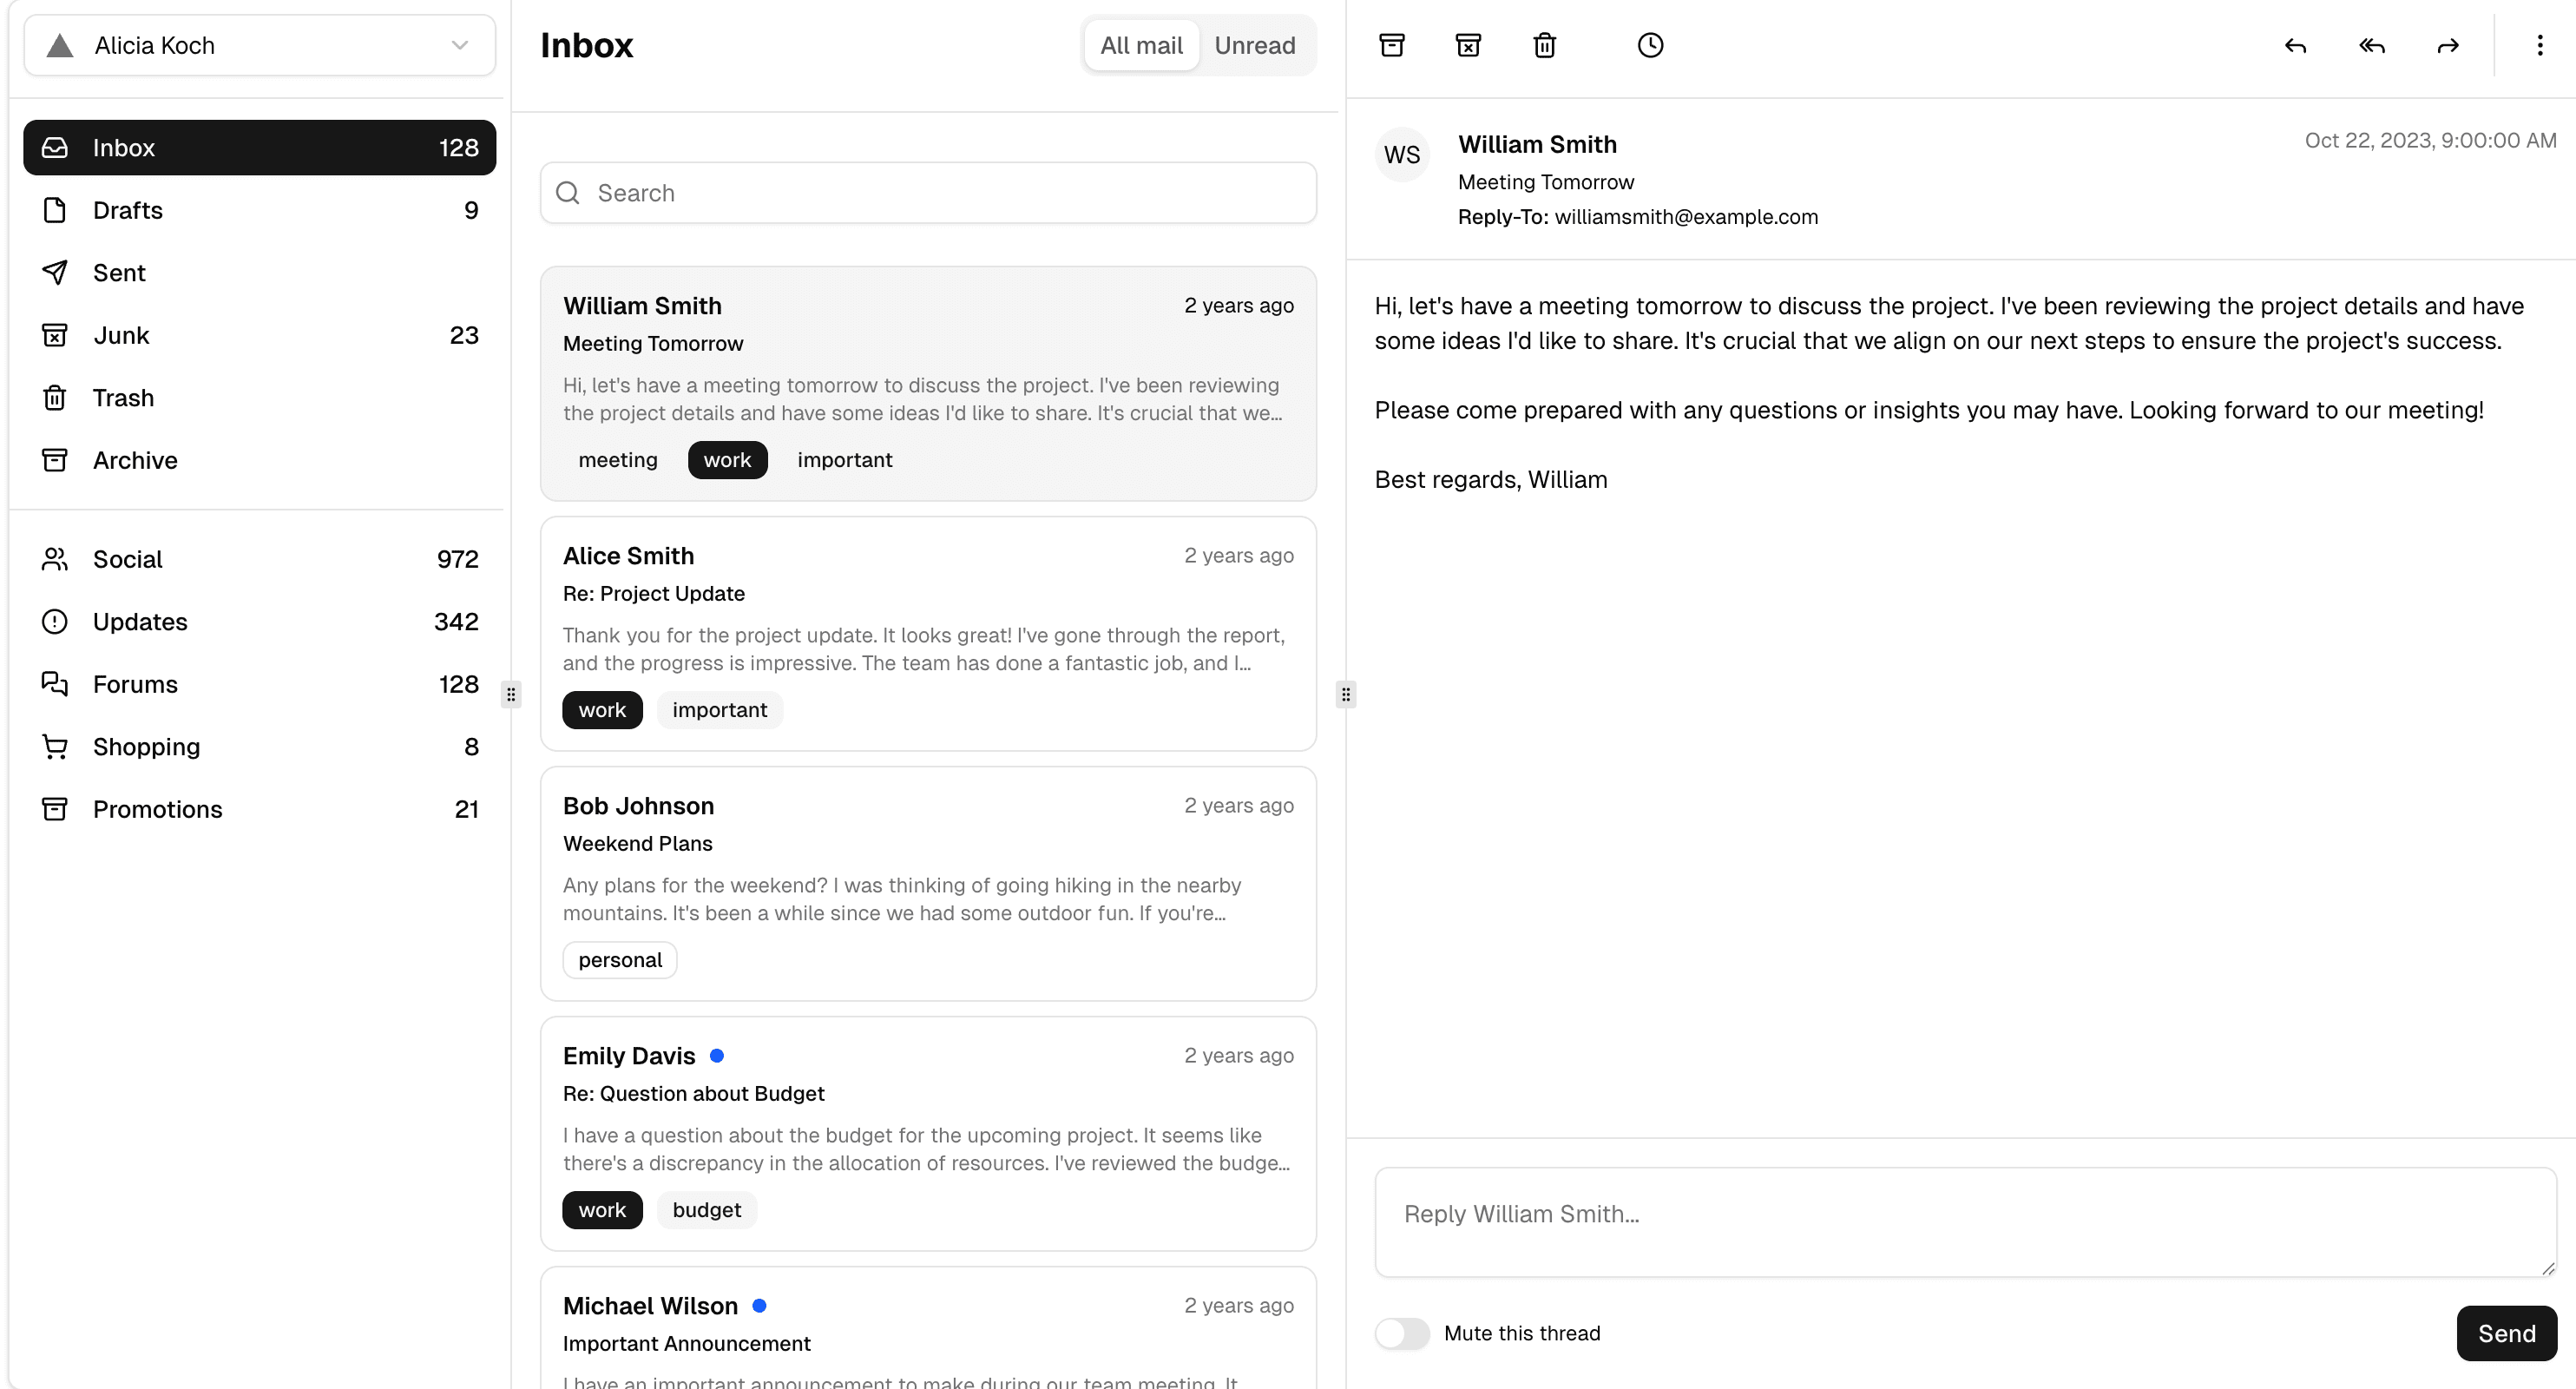 Alicia Koch
Inbox 128
Drafts 9
Sent
Junk 23
Trash
Archive
Social 972
Updates 342
Forums 128
Shopping 8
Promotions 21
Inbox
All mail Unread
Search
William Smith 2 years ago
Meeting Tomorrow
Hi, let's have a meeting tomorrow to discuss the project. I've been reviewing
the project details and have some ideas I'd like to share. It's crucial that we...
meeting work important
Alice Smith 2 years ago
Re: Project Update
Thank you for the project update. It looks great! I've gone through the report,
and the progress is impressive. The team has done a fantastic job, and I...
work important
Bob Johnson 2 years ago
Weekend Plans
Any plans for the weekend? I was thinking of going hiking in the nearby
mountains. It's been a while since we had some outdoor fun. If you're...
personal
Emily Davis 2 years ago
Re: Question about Budget
I have a question about the budget for the upcoming project. It seems like
there's a discrepancy in the allocation of resources. I've reviewed the budge...
work budget
Michael Wilson 2 years ago
Important Announcement
I have an important announcement to make during our team meeting. It
WS
William Smith Oct 22, 2023, 9:00:00 AM
Meeting Tomorrow
Reply-To: williamsmith@example.com
Hi, let's have a meeting tomorrow to discuss the project. I've been reviewing the project details and have
some ideas I'd like to share. It's crucial that we align on our next steps to ensure the project's success.
Please come prepared with any questions or insights you may have. Looking forward to our meeting!
Best regards, William
Reply William Smith...
Mute this thread
Send